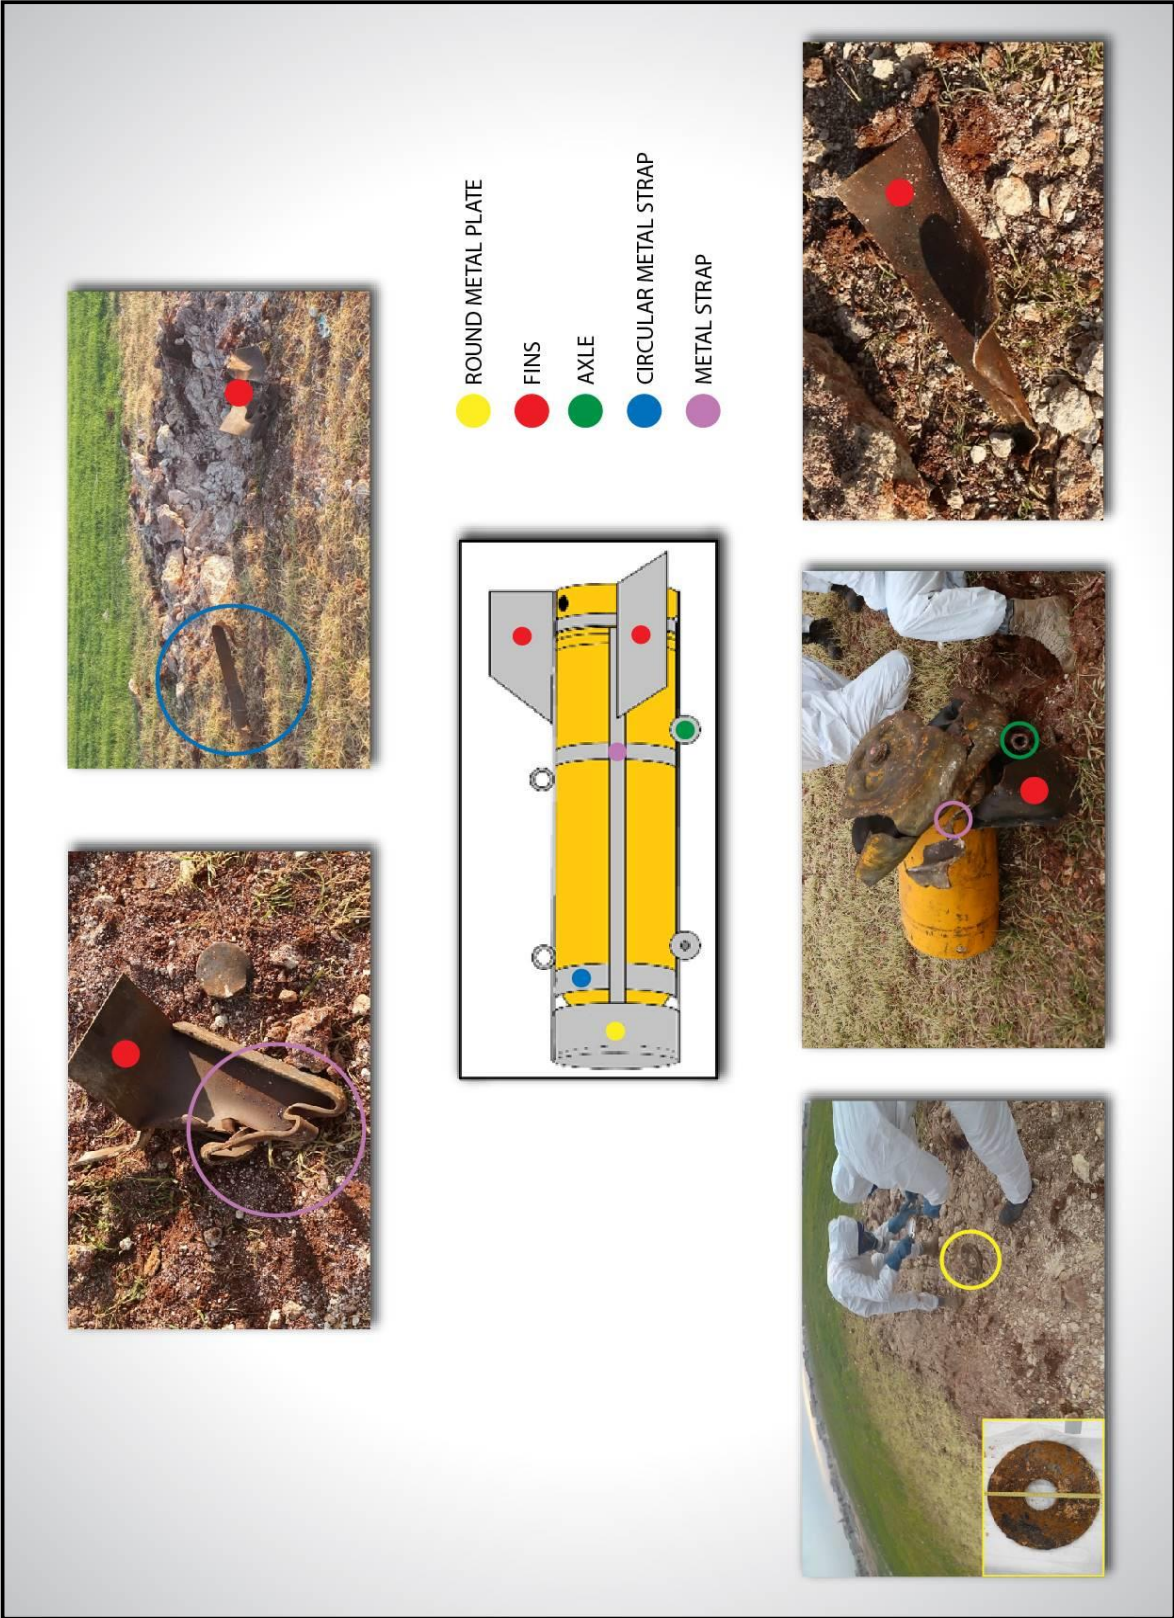 ROUND METAL PLATE
FINS
AXLE
CIRCULAR METAL STRAP
METAL STRAP